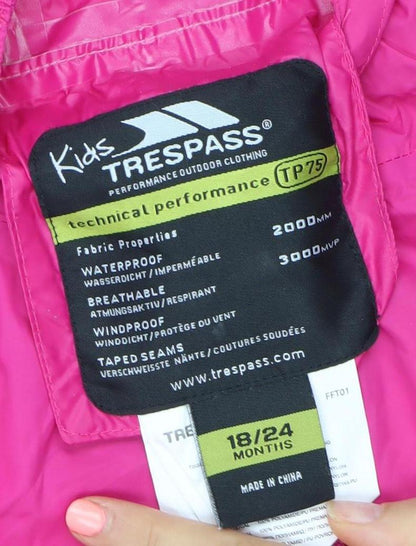 Kids
TRESPASS®
PERFORMANCE OUTDOOR CLOTHING
technical performance TP75
Fabric Properties
WATERPROOF 2000MM
WASSERDICHT/IMPERMÉABLE
BREATHABLE 3000MVP
ATMUNGSAKTIV/RESPIRANT
WINDPROOF
WINDDICHT/PROTÈGE DU VENT
TAPED SEAMS
VERSCHWEISSTE NÄHTE/COUTURES SOUDÉES
www.trespass.com
FFT01
TRE
18/24
MONTHS
MADE IN CHINA